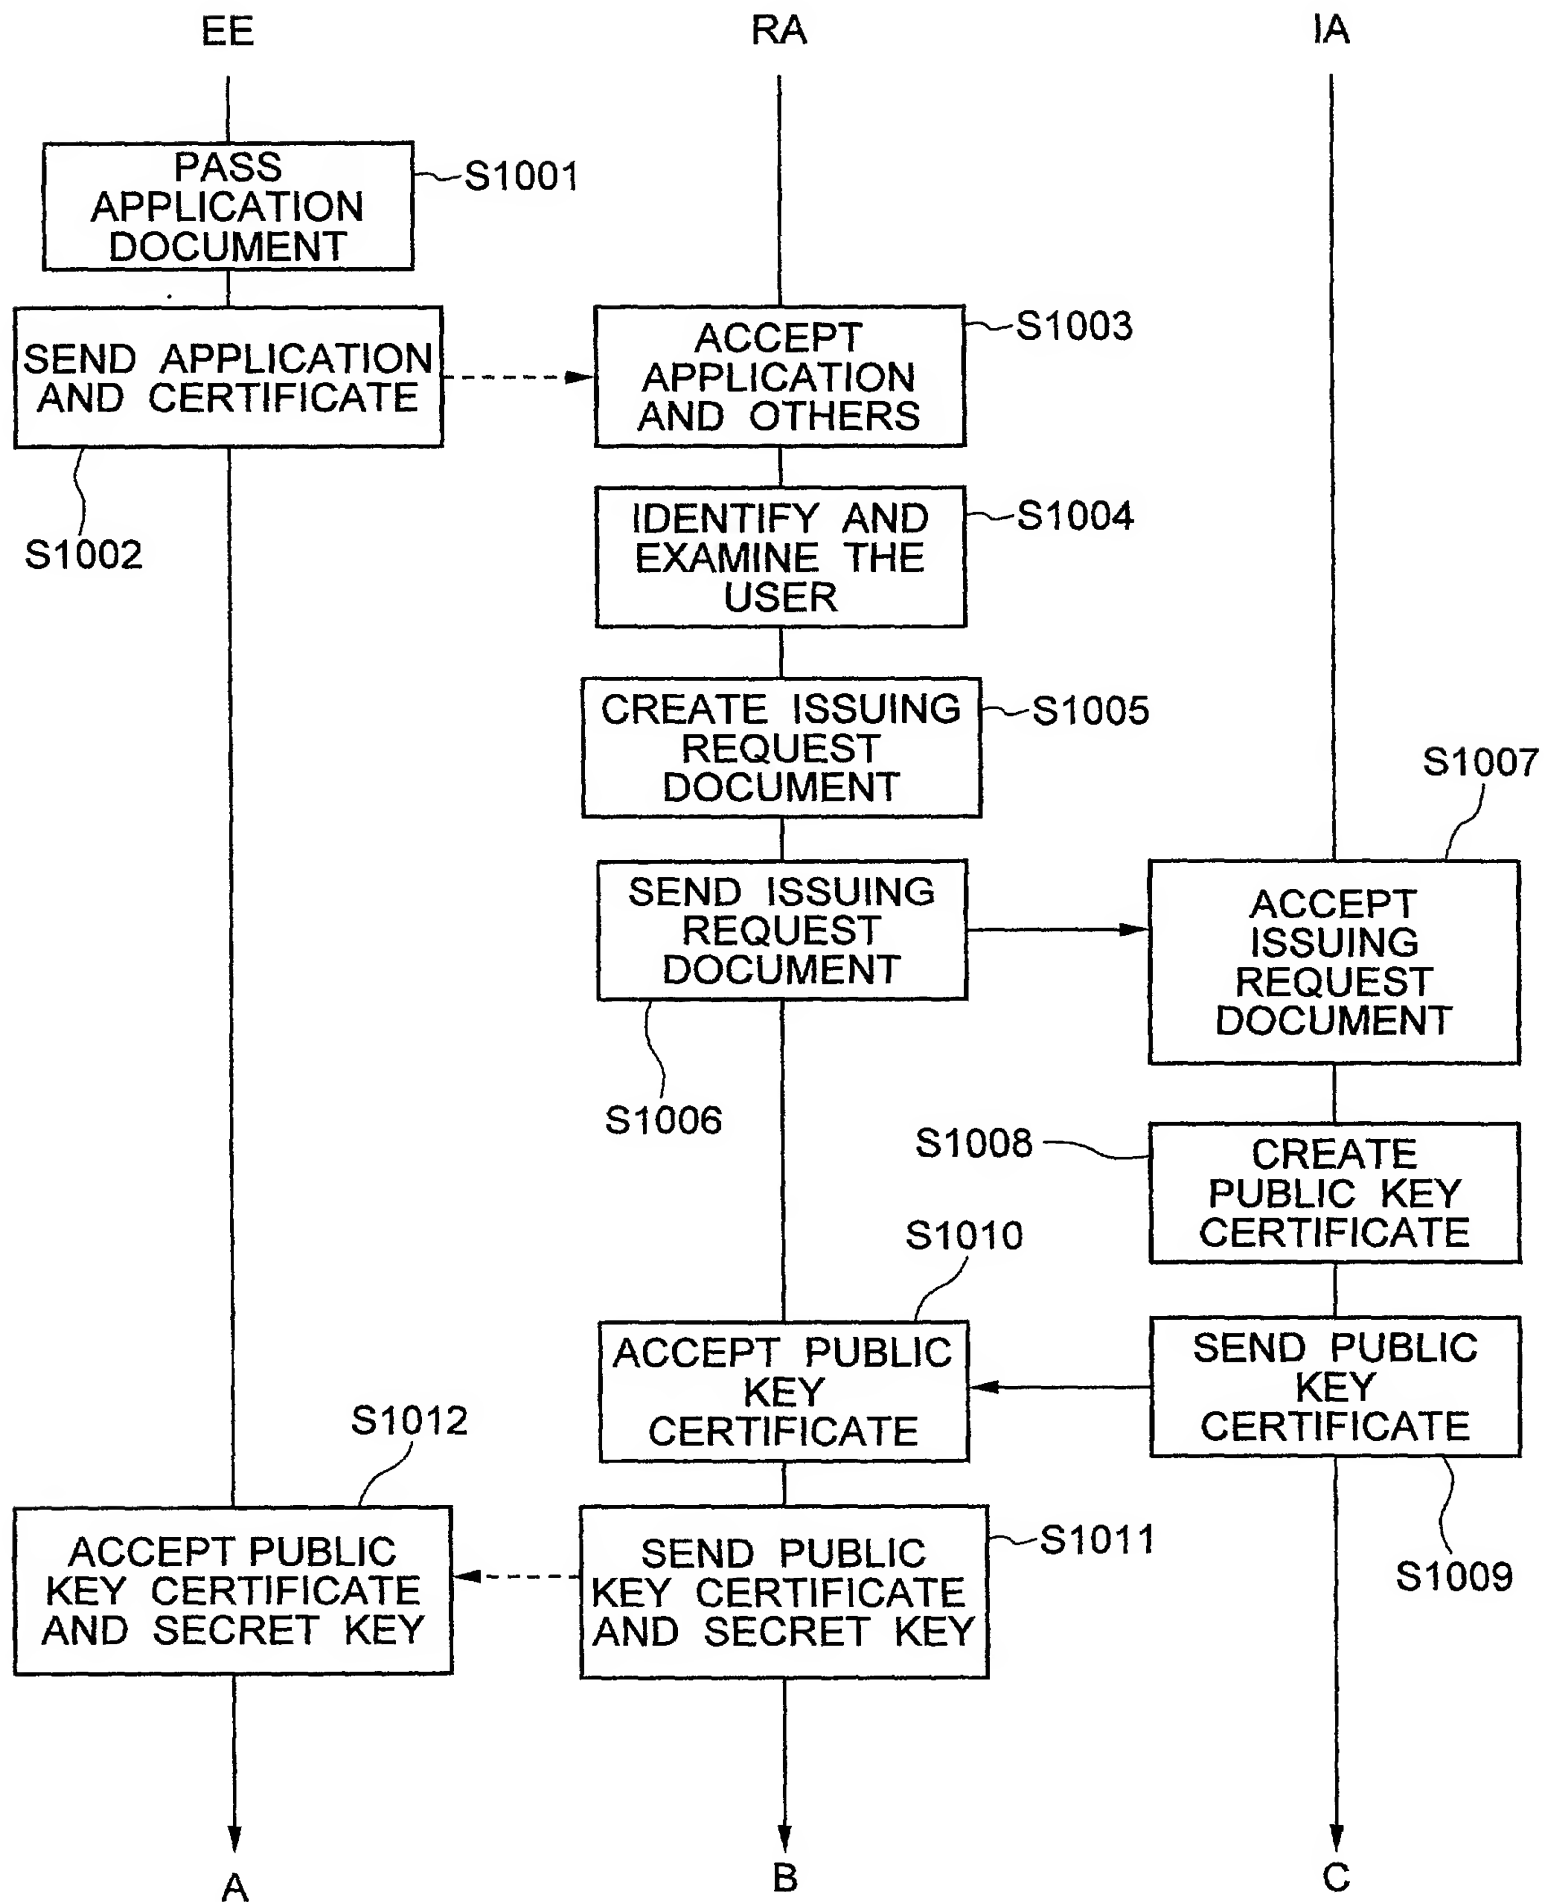 EE
RA
IA
PASS
APPLICATION
DOCUMENT
S1001
SEND APPLICATION
AND CERTIFICATE
S1002
ACCEPT
APPLICATION
AND OTHERS
S1003
IDENTIFY AND
EXAMINE THE
USER
S1004
CREATE ISSUING
REQUEST
DOCUMENT
S1005
SEND ISSUING
REQUEST
DOCUMENT
S1006
S1007
ACCEPT
ISSUING
REQUEST
DOCUMENT
S1008
CREATE
PUBLIC KEY
CERTIFICATE
SEND PUBLIC
KEY
CERTIFICATE
S1009
S1010
ACCEPT PUBLIC
KEY
CERTIFICATE
SEND PUBLIC
KEY CERTIFICATE
AND SECRET KEY
S1011
S1012
ACCEPT PUBLIC
KEY CERTIFICATE
AND SECRET KEY
A
B
C